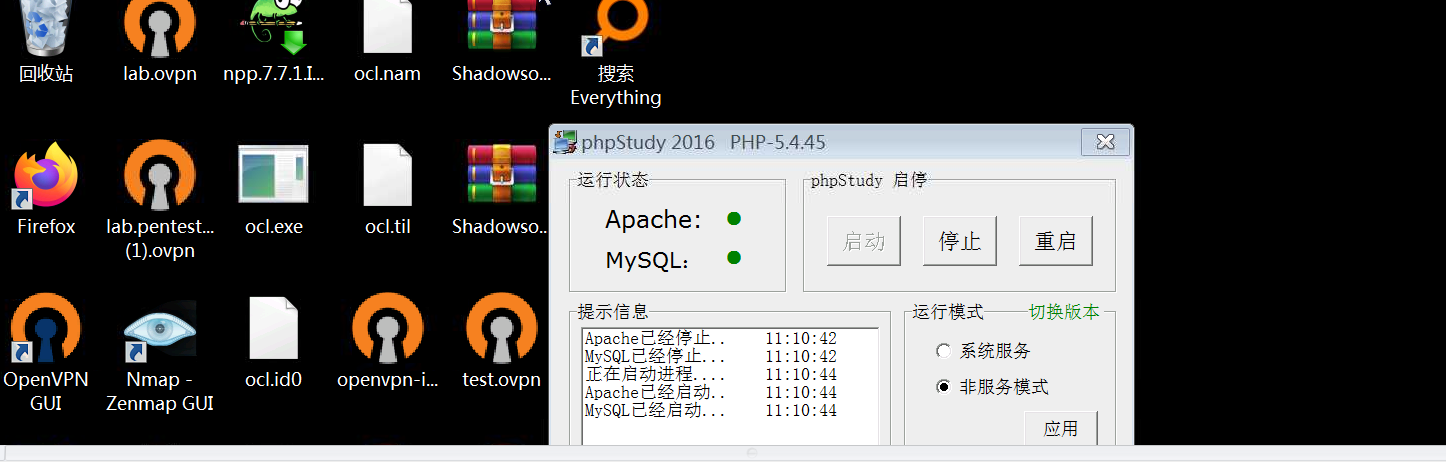 回收站
lab.ovpn
npp.7.7.1.I...
ocl.nam
Shadowso...
搜索
Everything
Firefox
lab.pentest...
(1).ovpn
ocl.exe
ocl.til
Shadowso..
OpenVPN
GUI
Nmap -
Zenmap GUI
ocl.id0
openvpn-i...
test.ovpn
phpStudy 2016 PHP-5.4.45
运行状态
Apache:
MySQL:
phpStudy 启停
启动 停止 重启
提示信息
Apache已经停止.. 11:10:42
MySQL已经停止... 11:10:42
正在启动进程.... 11:10:44
Apache已经启动.. 11:10:44
MySQL已经启动... 11:10:44
运行模式 切换版本
系统服务
非服务模式
应用